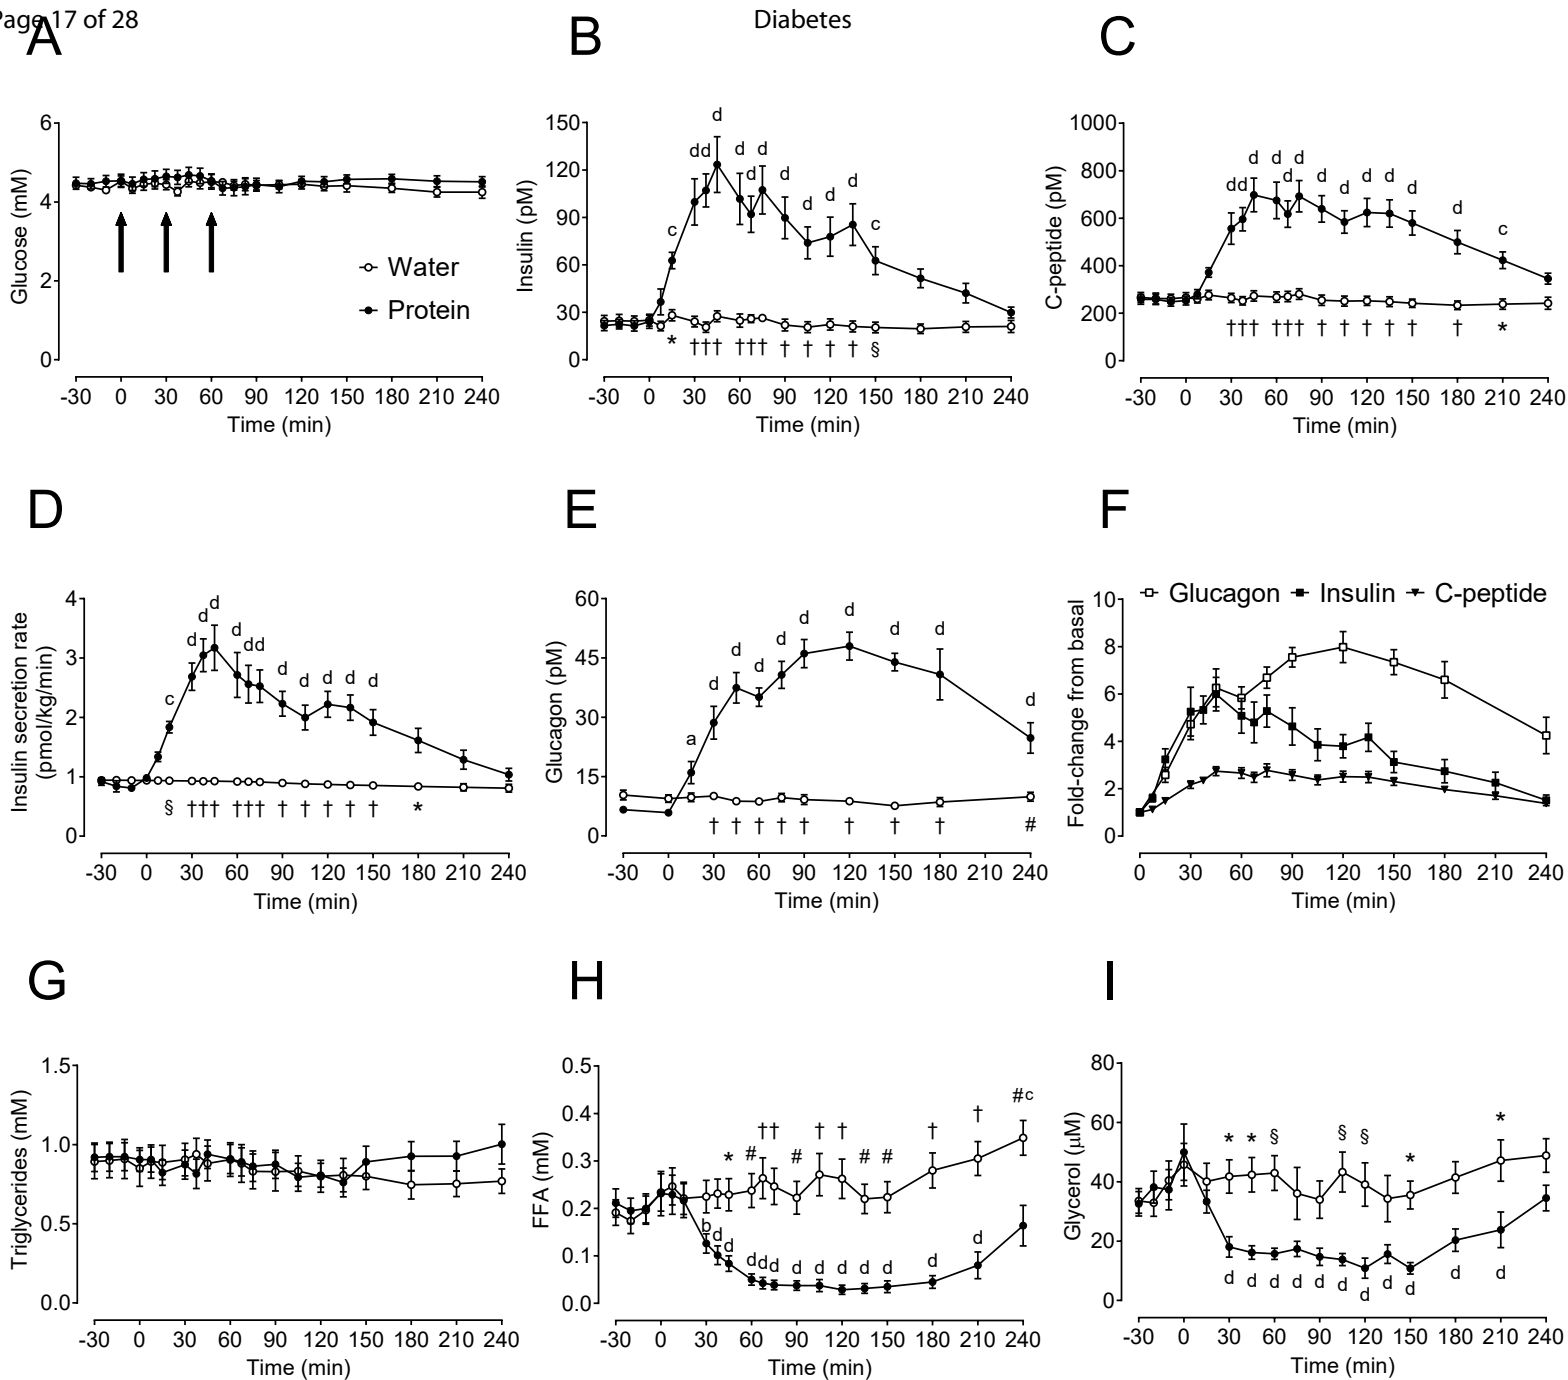 Page 17 of 28
Diabetes
A
B
C
Glucose (mM)
6
4
2
0
Water
Protein
-30 0 30 60 90 120 150 180 210 240
Time (min)
Insulin (pM)
150
120
90
60
30
0
c
dd
d
d
d
d
d
d
d
d
c
* ††† ††† † † † † §
-30 0 30 60 90 120 150 180 210 240
Time (min)
C-peptide (pM)
1000
800
600
400
200
0
dd
d
d
d
d
d
d
d
d
d
d
c
††† ††† † † † † † † *
-30 0 30 60 90 120 150 180 210 240
Time (min)
D
E
F
Insulin secretion rate
(pmol/kg/min)
4
3
2
1
0
c
d
d
d
d
dd
d
d
d
d
d
§ ††† ††† † † † † † *
-30 0 30 60 90 120 150 180 210 240
Time (min)
Glucagon (pM)
60
45
30
15
0
a
d
d
d
d
d
d
d
d
d
† † † † † † † † #
-30 0 30 60 90 120 150 180 210 240
Time (min)
Fold-change from basal
10
8
6
4
2
0
Glucagon Insulin C-peptide
0 30 60 90 120 150 180 210 240
Time (min)
G
H
I
Triglycerides (mM)
1.5
1.0
0.5
0.0
-30 0 30 60 90 120 150 180 210 240
Time (min)
FFA (mM)
0.5
0.4
0.3
0.2
0.1
0.0
* # †† # † † # # † † #c
b d d d d d d d d d d d d
-30 0 30 60 90 120 150 180 210 240
Time (min)
Glycerol (µM)
80
60
40
20
0
* * § § § * *
d d d d d d d d d d d
-30 0 30 60 90 120 150 180 210 240
Time (min)